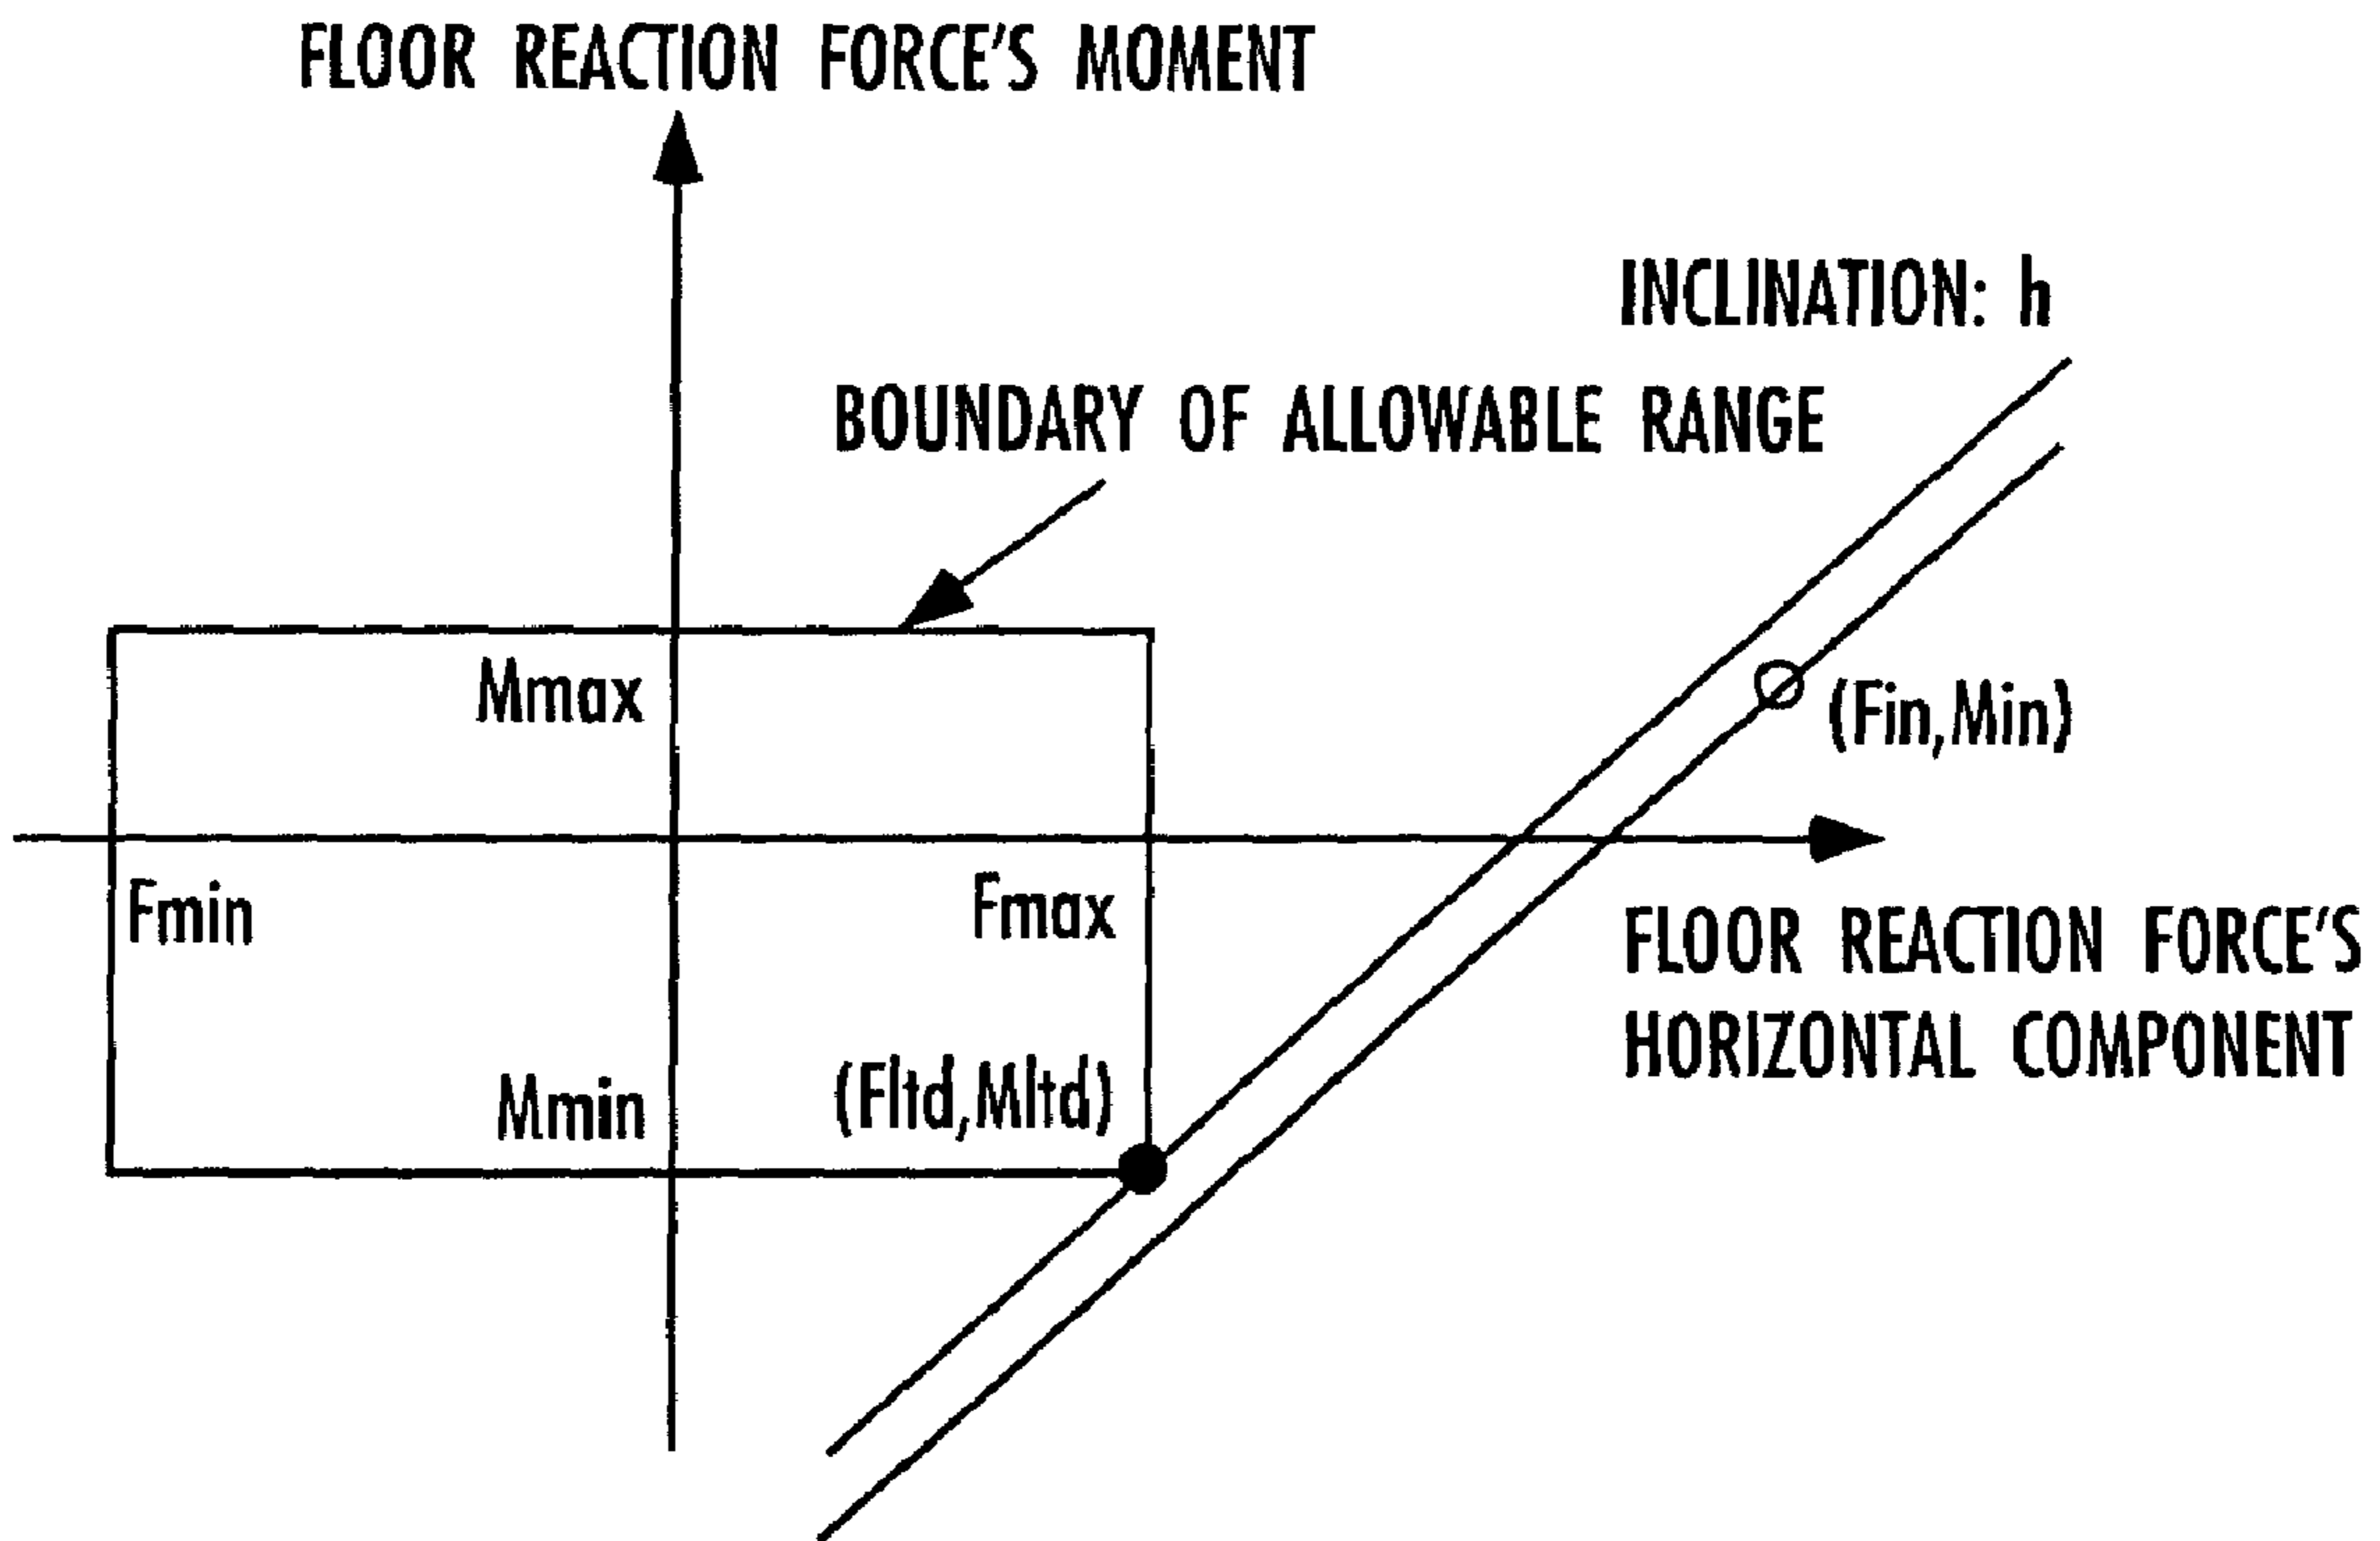 FLOOR REACTION FORCE'S MOMENT
INCLINATION: h
BOUNDARY OF ALLOWABLE RANGE
Mmax
(Fin,Min)
Fmin
Fmax
FLOOR REACTION FORCE'S
HORIZONTAL COMPONENT
Mmin
(Fltd,Mltd)